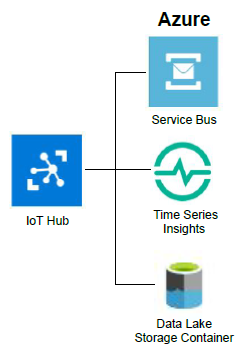 Azure
Service Bus
IoT Hub
Time Series
Insights
Data Lake
Storage Container